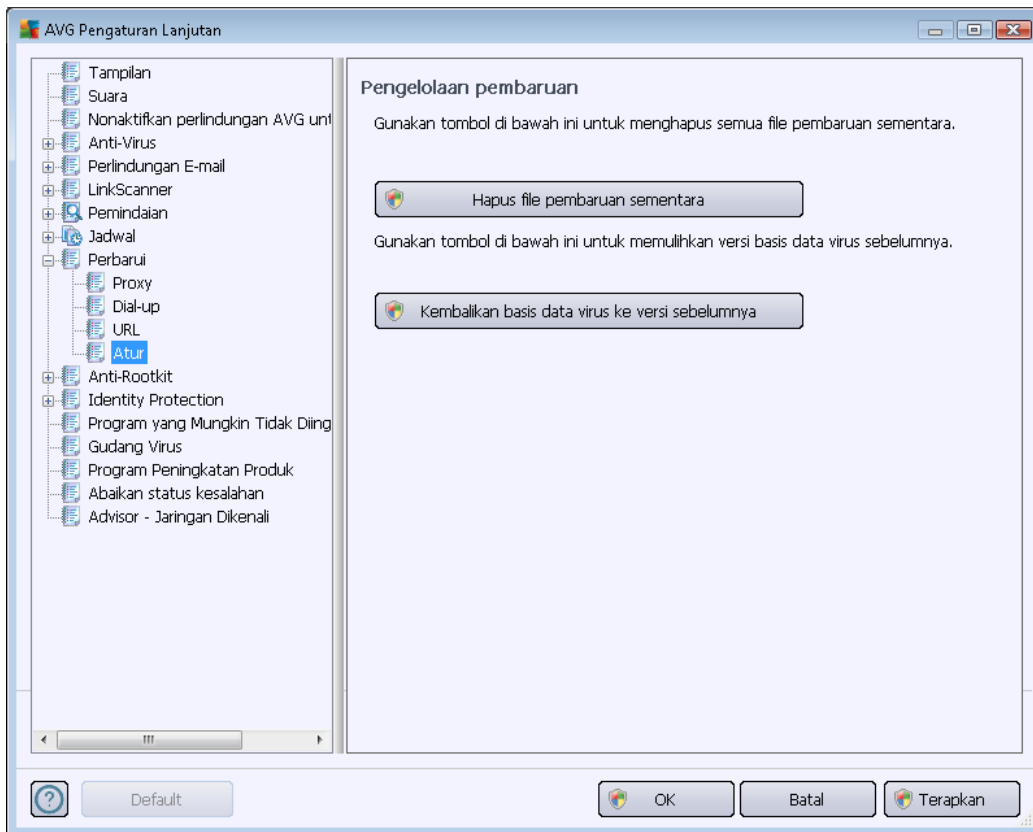 AVG Pengaturan Lanjutan
Tampilan
Suara
Nonaktifkan perlindungan AVG unt
Anti-Virus
Perlindungan E-mail
LinkScanner
Pemindaian
Jadwal
Perbarui
Proxy
Dial-up
URL
Atur
Anti-Rootkit
Identity Protection
Program yang Mungkin Tidak Diing
Gudang Virus
Program Peningkatan Produk
Abaikan status kesalahan
Advisor - Jaringan Dikenali
Pengelolaan pembaruan
Gunakan tombol di bawah ini untuk menghapus semua file pembaruan sementara.
Hapus file pembaruan sementara
Gunakan tombol di bawah ini untuk memulihkan versi basis data virus sebelumnya.
Kembalikan basis data virus ke versi sebelumnya
Default
OK
Batal
Terapkan